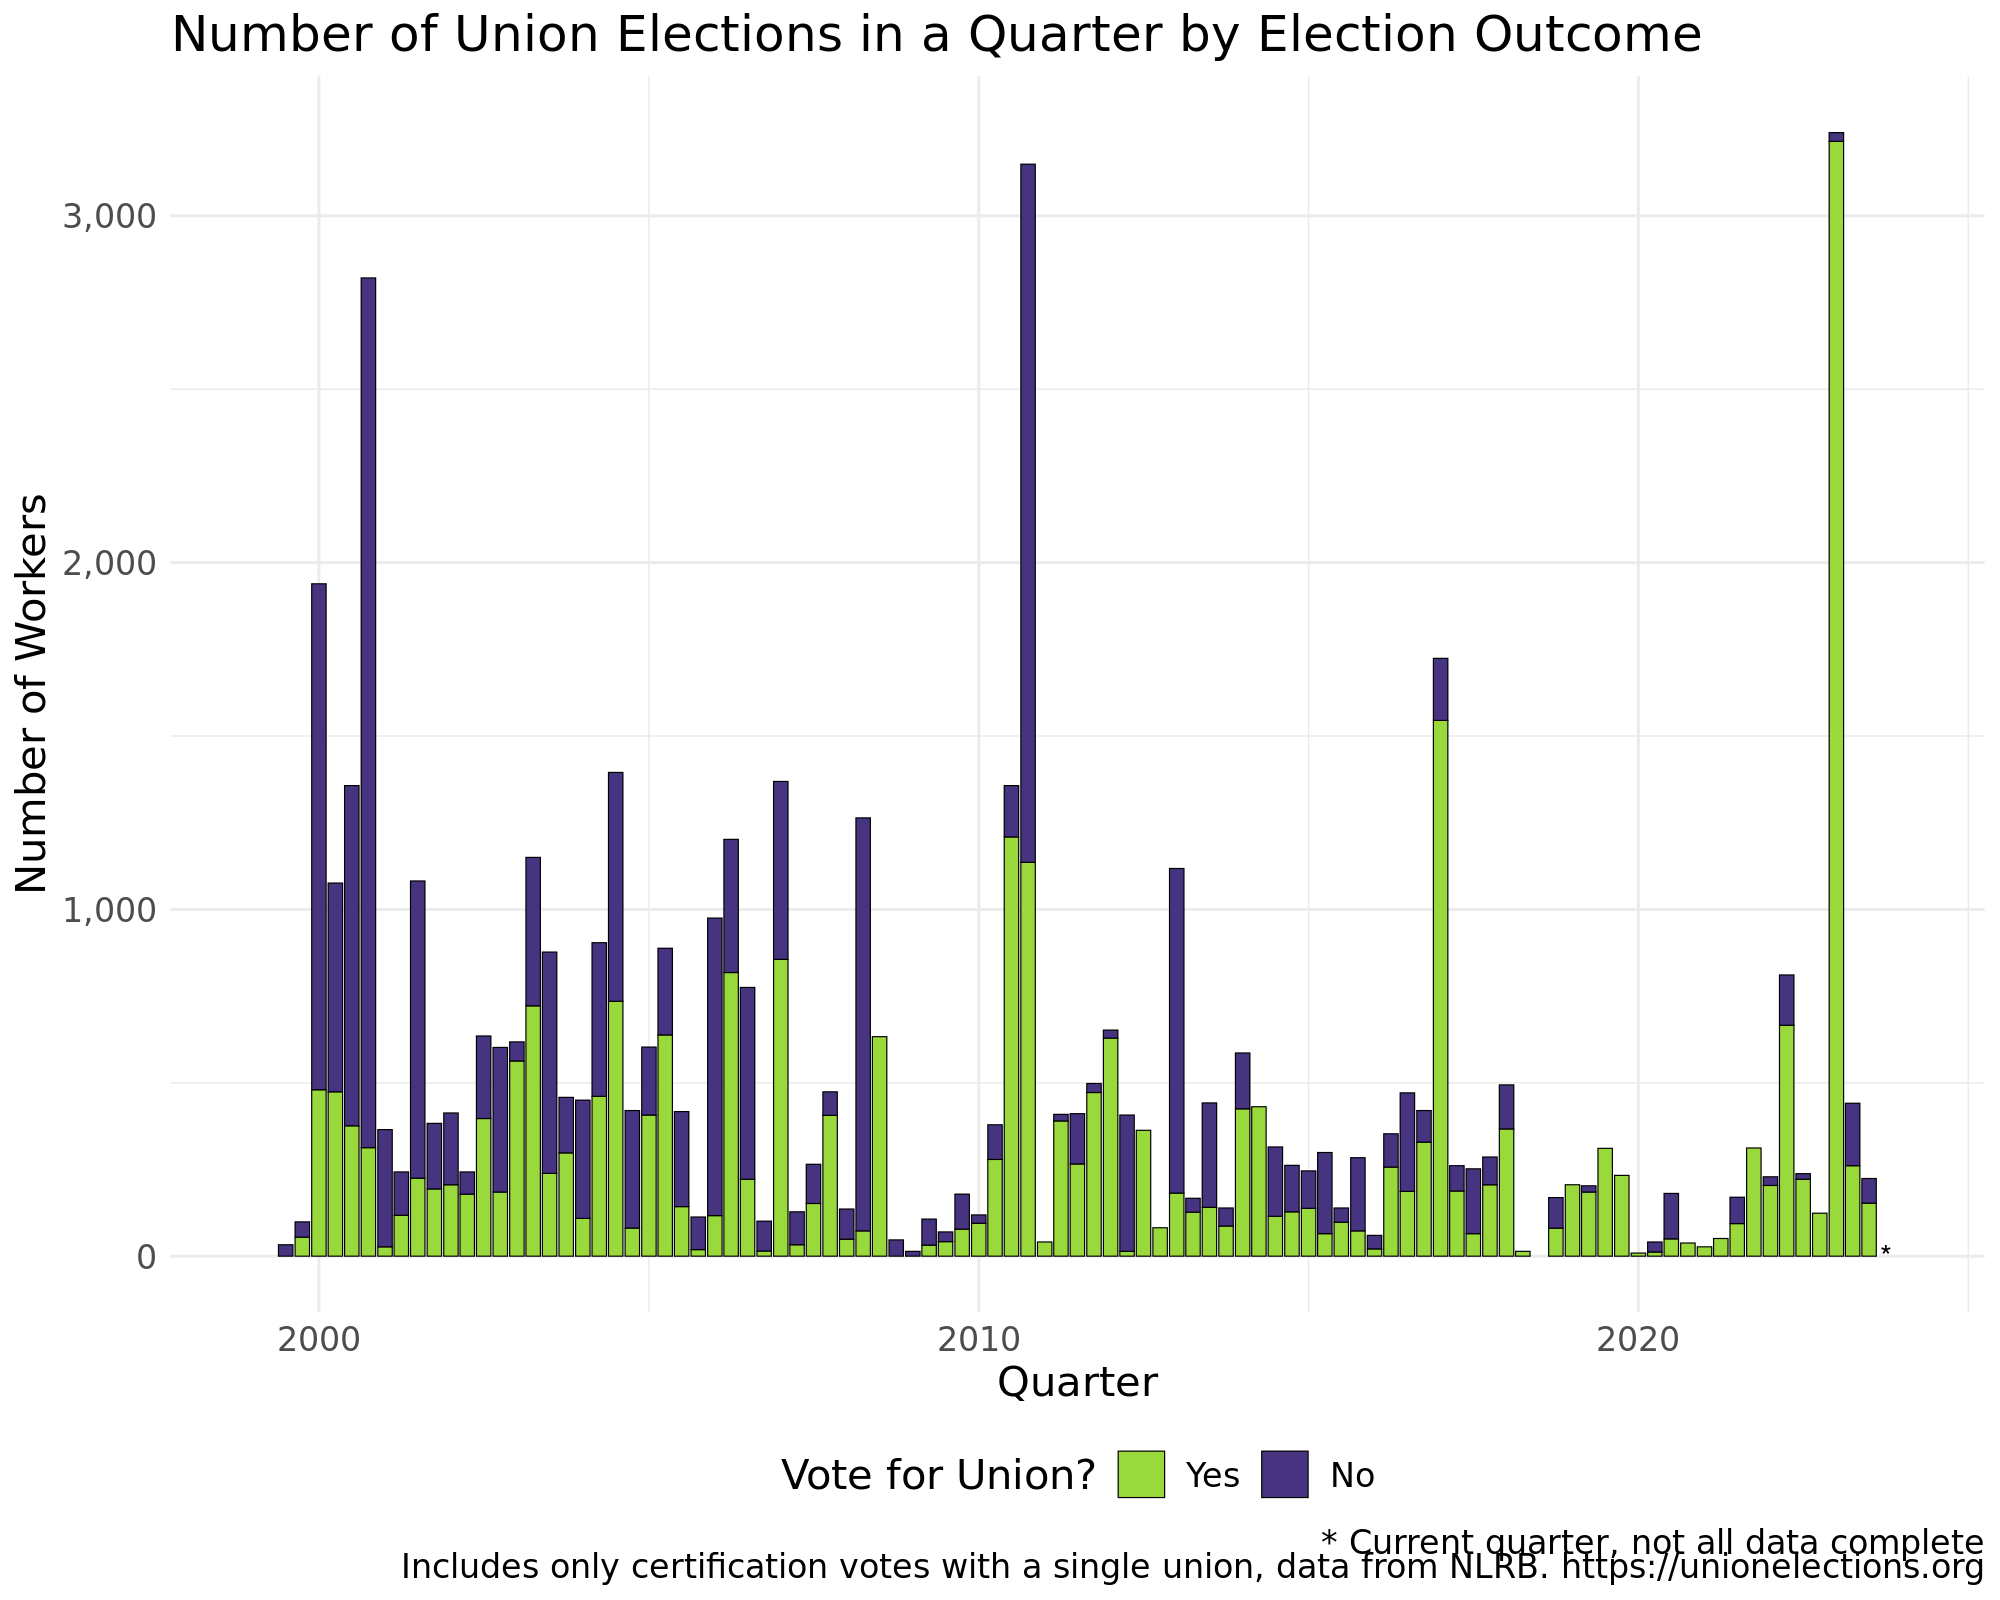 Number of Union Elections in a Quarter by Election Outcome
3,000
2,000
1,000
0
Number of Workers
*
2000 2010 2020
Quarter
Vote for Union? Yes No
* Current quarter, not all data complete
Includes only certification votes with a single union, data from NLRB. https://unionelections.org